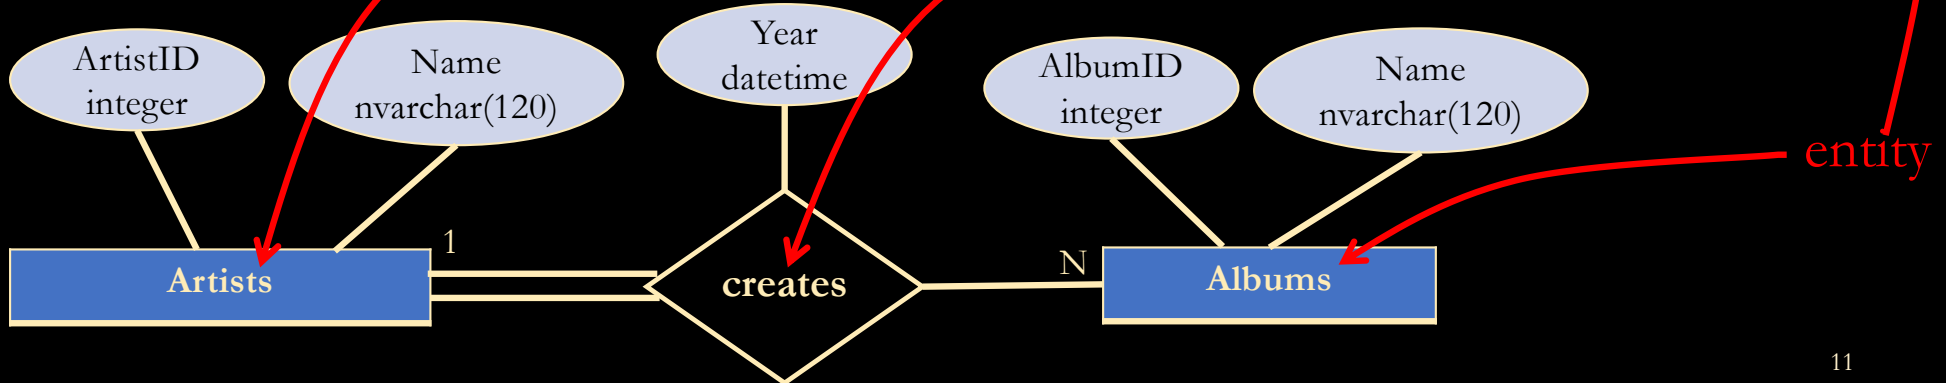 ArtistID
integer
Name
nvarchar(120)
Year
datetime
AlbumID
integer
Name
nvarchar(120)
entity
Artists
1
creates
N
Albums
11